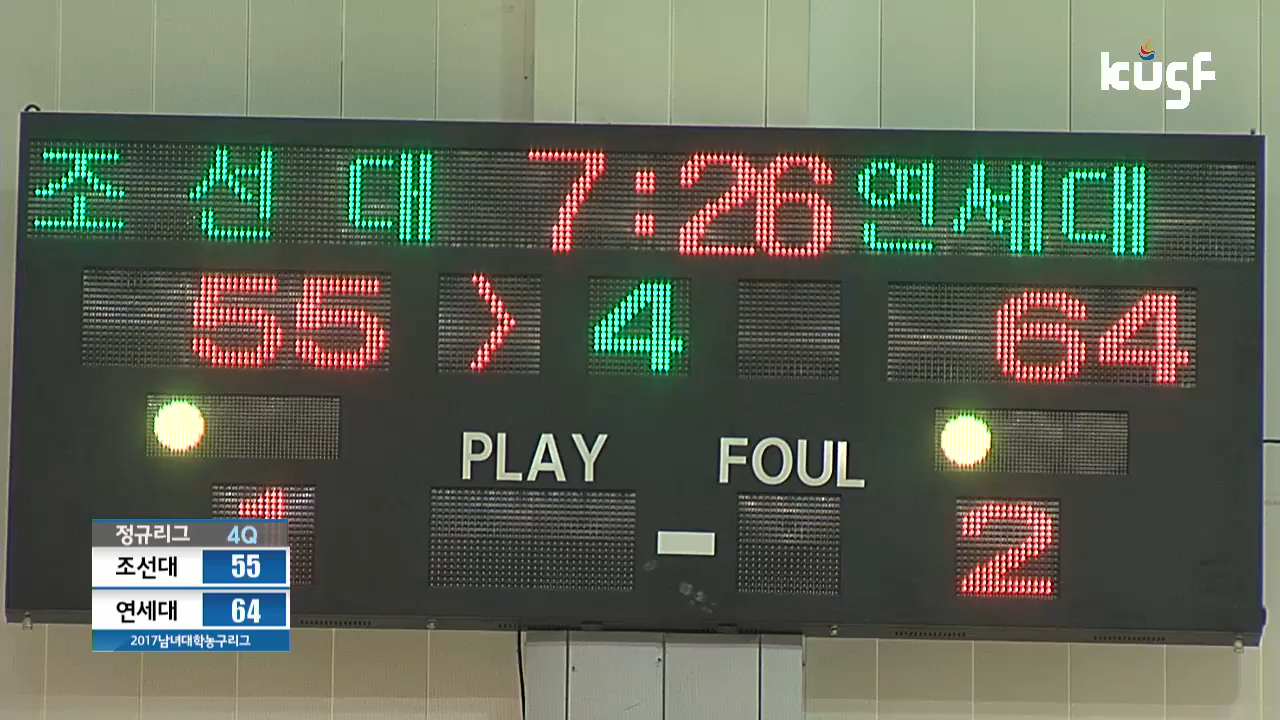 kusf
조선대 7:26 연세대
55 > 4 64
PLAY FOUL
2
정규리그 4Q
조선대 55
연세대 64
2017남녀대학농구리그